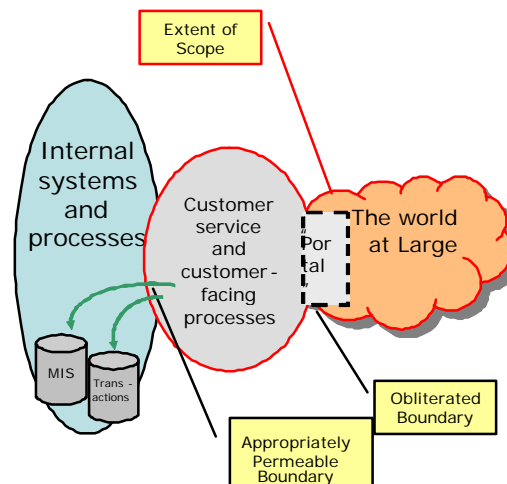 Extent of
Scope
Internal
systems
and
processes
Customer
service
and
customer-
facing
processes
"Por
tal
"
The world
at Large
MIS
Trans-
actions
Obliterated
Boundary
Appropriately
Permeable
Boundary